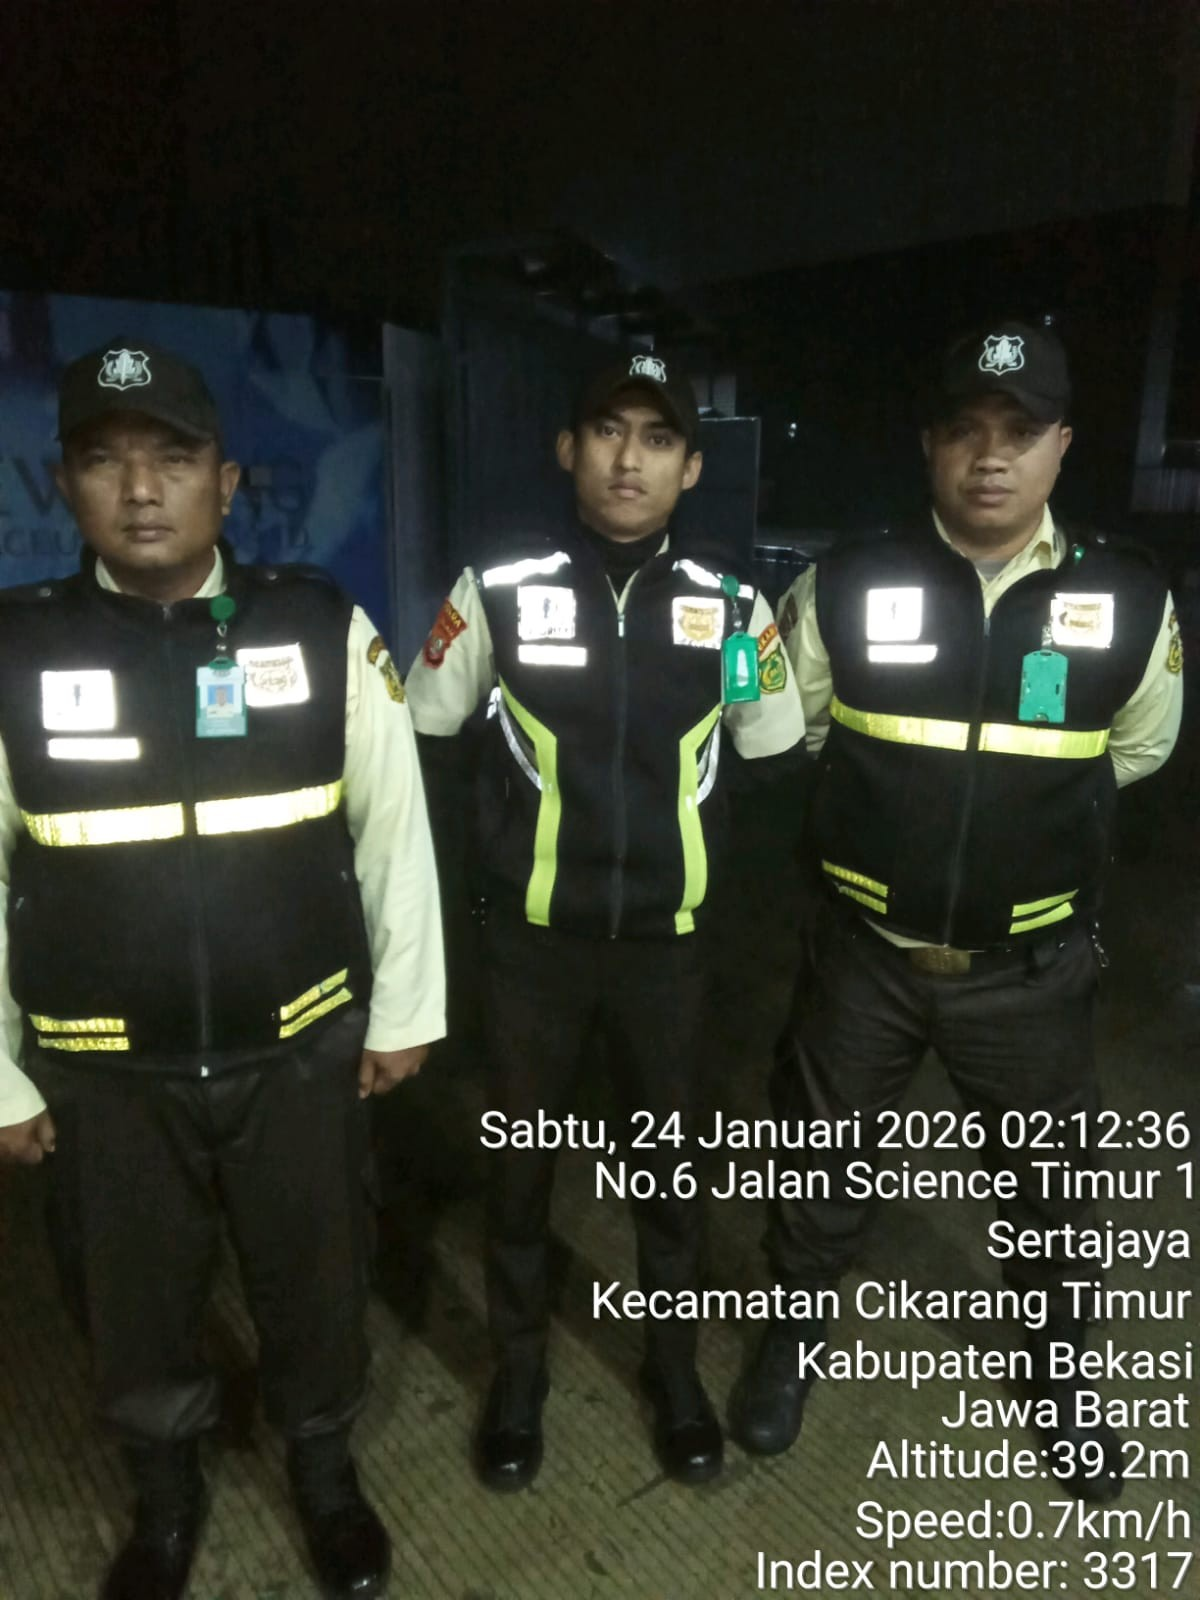 Sabtu, 24 Januari 2026 02:12:36
No.6 Jalan Science Timur 1
Sertajaya
Kecamatan Cikarang Timur
Kabupaten Bekasi
Jawa Barat
Altitude:39.2m
Speed:0.7km/h
Index number: 3317